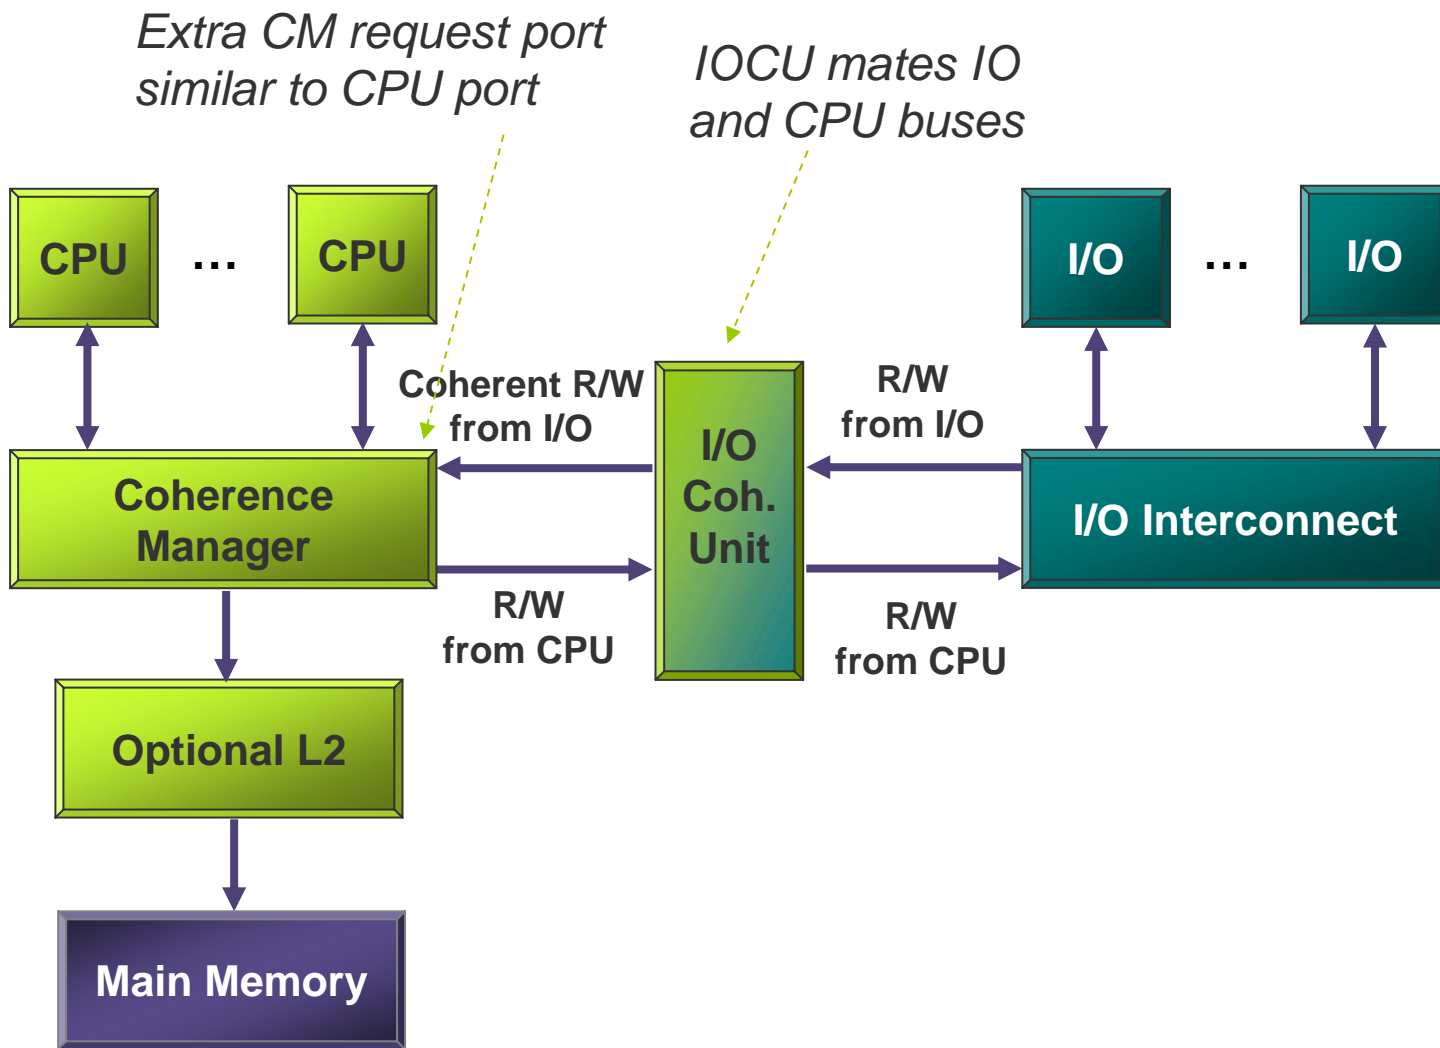 Extra CM request port
similar to CPU port
IOCU mates IO
and CPU buses
CPU
...
CPU
I/O
...
I/O
Coherent R/W
from I/O
R/W
from I/O
Coherence
Manager
I/O
Coh.
Unit
I/O Interconnect
R/W
from CPU
R/W
from CPU
Optional L2
Main Memory